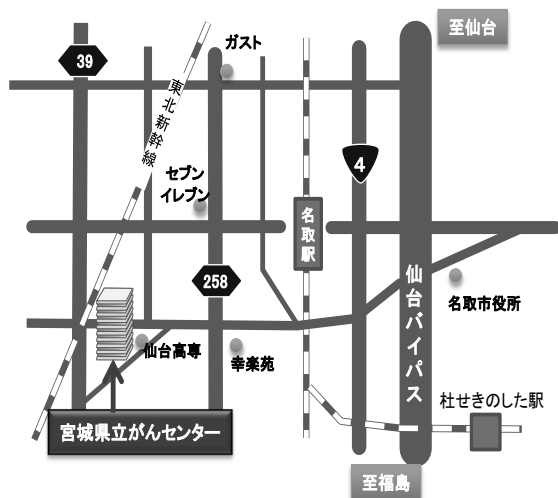 至仙台
ガスト
39
東北新幹線
セブン
イレブン
4
名取駅
258
仙台バイパス
名取市役所
仙台高専
幸楽苑
杜せきのした駅
宮城県立がんセンター
至福島